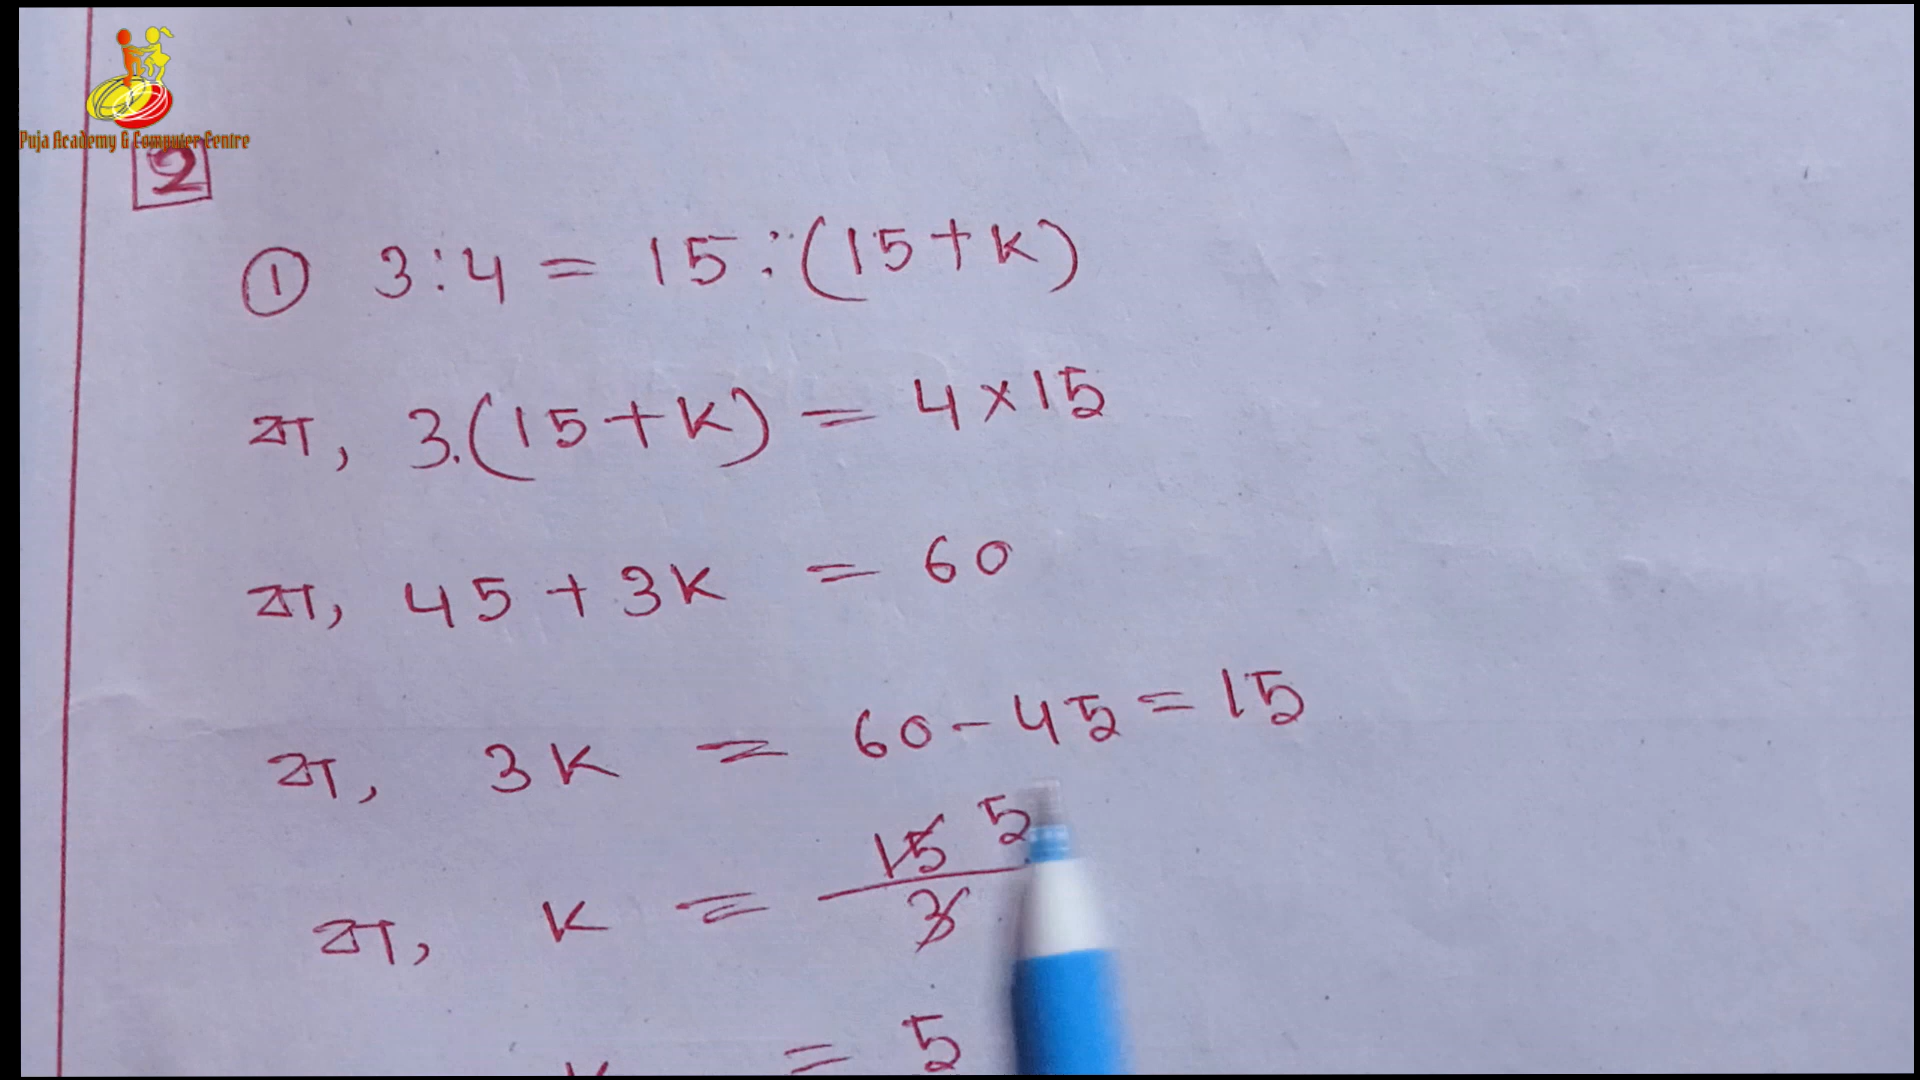 Puja Academy & Computer Centre
2
① 3:4 = 15:(15+k)
বা, 3.(15+k) = 4×15
বা, 45+3k = 60
বা, 3k = 60-45=15
15 5
বা, k = 
3
k = 5